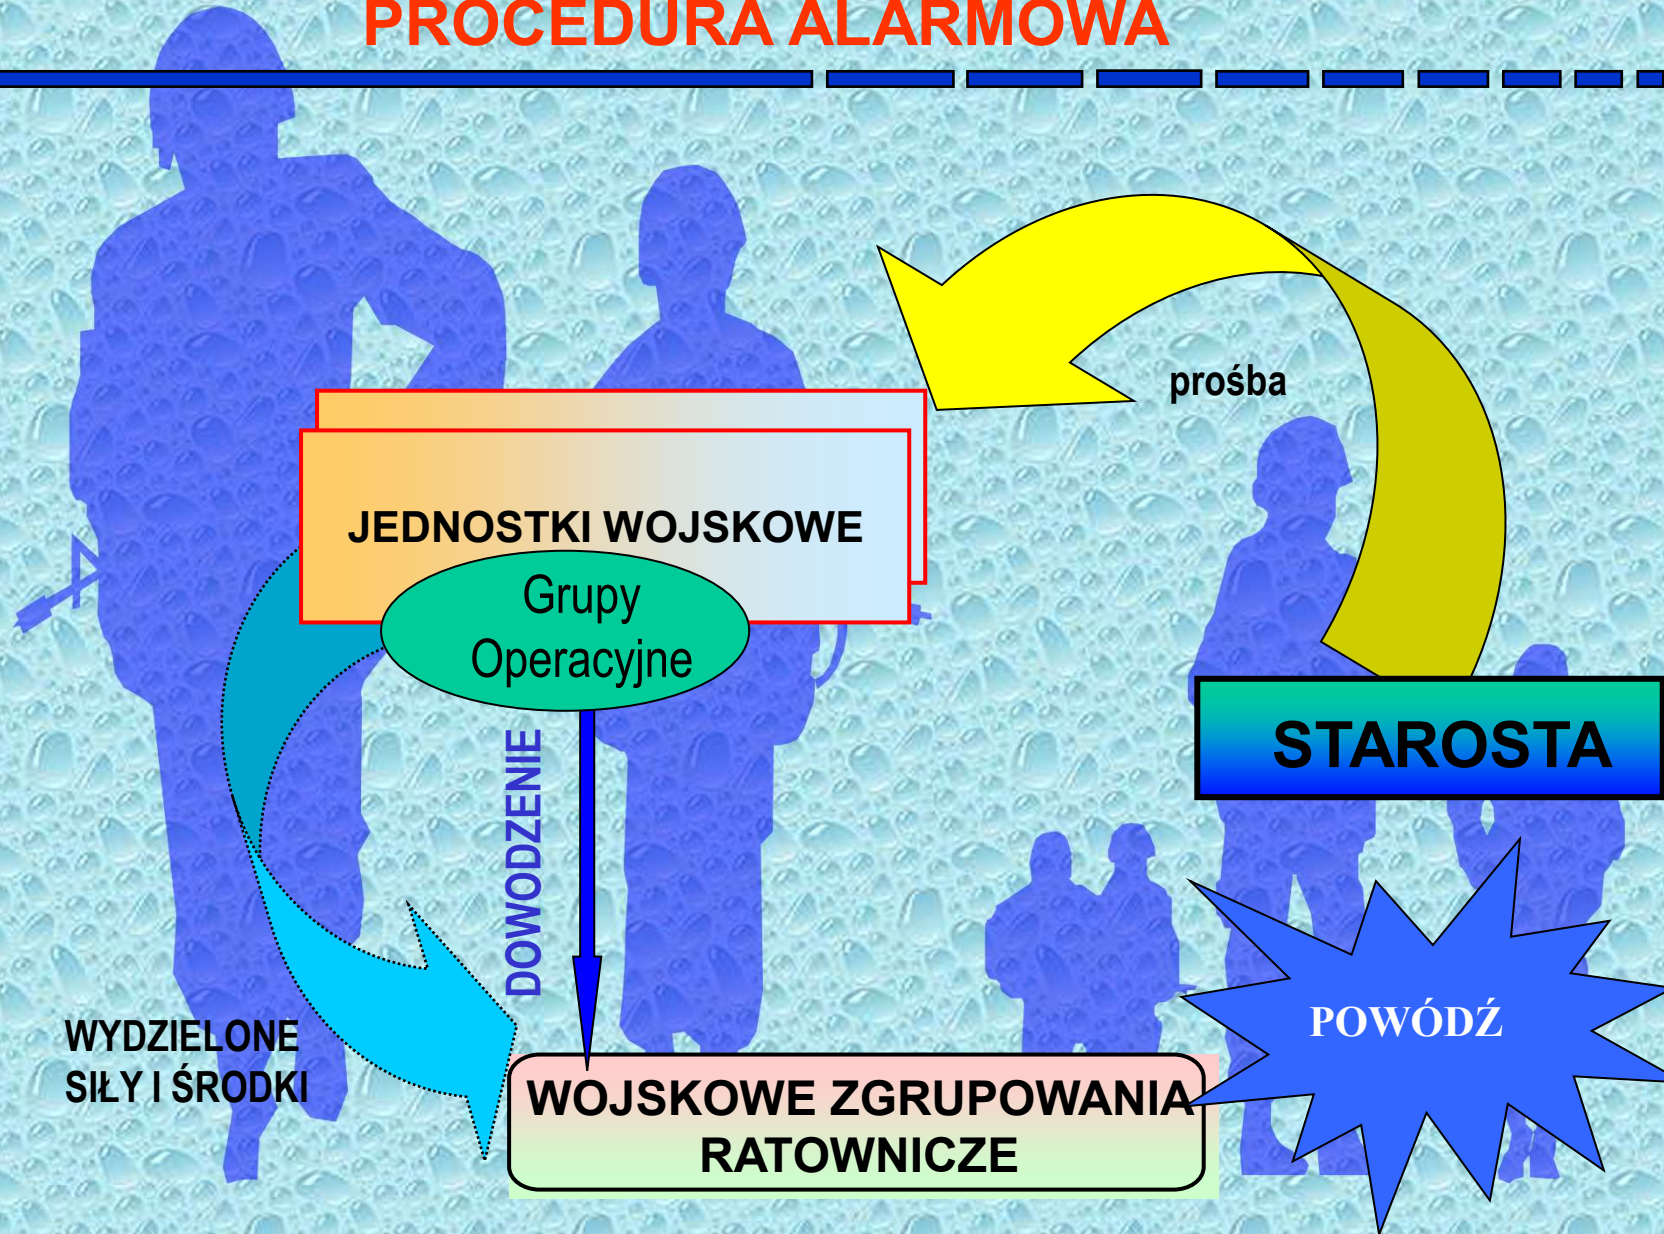 PROCEDURA ALARMOWA
prośba
JEDNOSTKI WOJSKOWE
Grupy
Operacyjne
STAROSTA
DOWODZENIE
POWÓDŹ
WYDZIELONE
SIŁY I ŚRODKI
WOJSKOWE ZGRUPOWANIA
RATOWNICZE